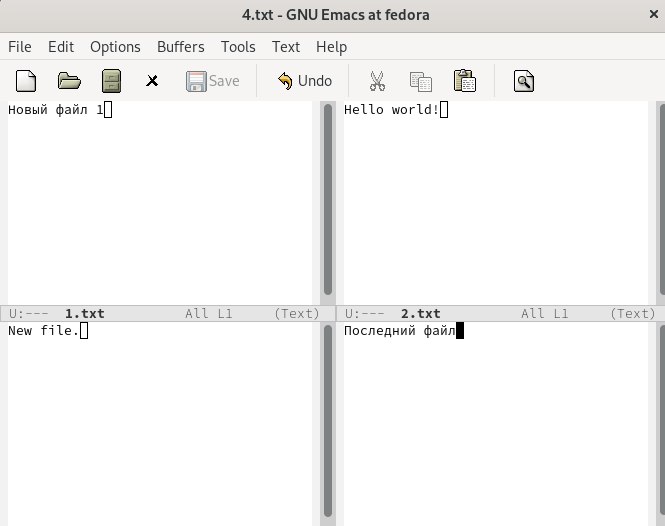 4.txt - GNU Emacs at fedora
File Edit Options Buffers Tools Text Help
Save Undo
Новый файл 1
Hello world!
U:--- 1.txt All L1 (Text)
U:--- 2.txt All L1 (Text)
New file.
Последний файл